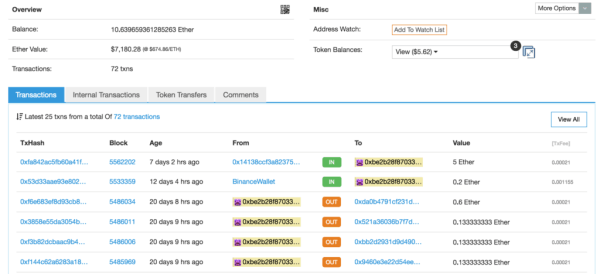 Overview
Misc
More Options
Balance:
10.639659361285263 Ether
Address Watch:
Add To Watch List
Ether Value:
$7,180.28 (@ $674.86/ETH)
Token Balances:
View ($5.62)
3
Transactions:
72 txns
Transactions Internal Transactions Token Transfers Comments
Latest 25 txns from a total Of 72 transactions
View All
TxHash Block Age From To Value [TxFee]
0xfa842ac5fb60a41f... 5562202 7 days 2 hrs ago 0x14138ccf3a82375... IN 0xbe2b28f87033... 5 Ether 0.00021
0x53d33aae93e802... 5533359 12 days 4 hrs ago BinanceWallet IN 0xbe2b28f87033... 0.2 Ether 0.001155
0xf6e683ef8d93cb8... 5486034 20 days 8 hrs ago 0xbe2b28f87033... OUT 0xda0b4791cf231d... 0.6 Ether 0.00021
0x3858e55da3054b... 5486011 20 days 9 hrs ago 0xbe2b28f87033... OUT 0x521a36036b7f7d... 0.133333333 Ether 0.00021
0xf3b82dcbaac9b4... 5486006 20 days 9 hrs ago 0xbe2b28f87033... OUT 0xbb2d2931d9d490... 0.133333333 Ether 0.00021
0xf144c62a6283a18... 5485969 20 days 9 hrs ago 0xbe2b28f87033... OUT 0x9460e3e22d54ee... 0.133333333 Ether 0.00021